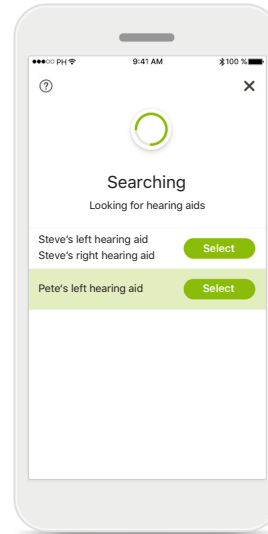 ●●●○○ PH 9:41 AM 100 %
?
Searching
Looking for hearing aids
Steve's left hearing aid
Steve's right hearing aid
Select
Pete's left hearing aid
Select